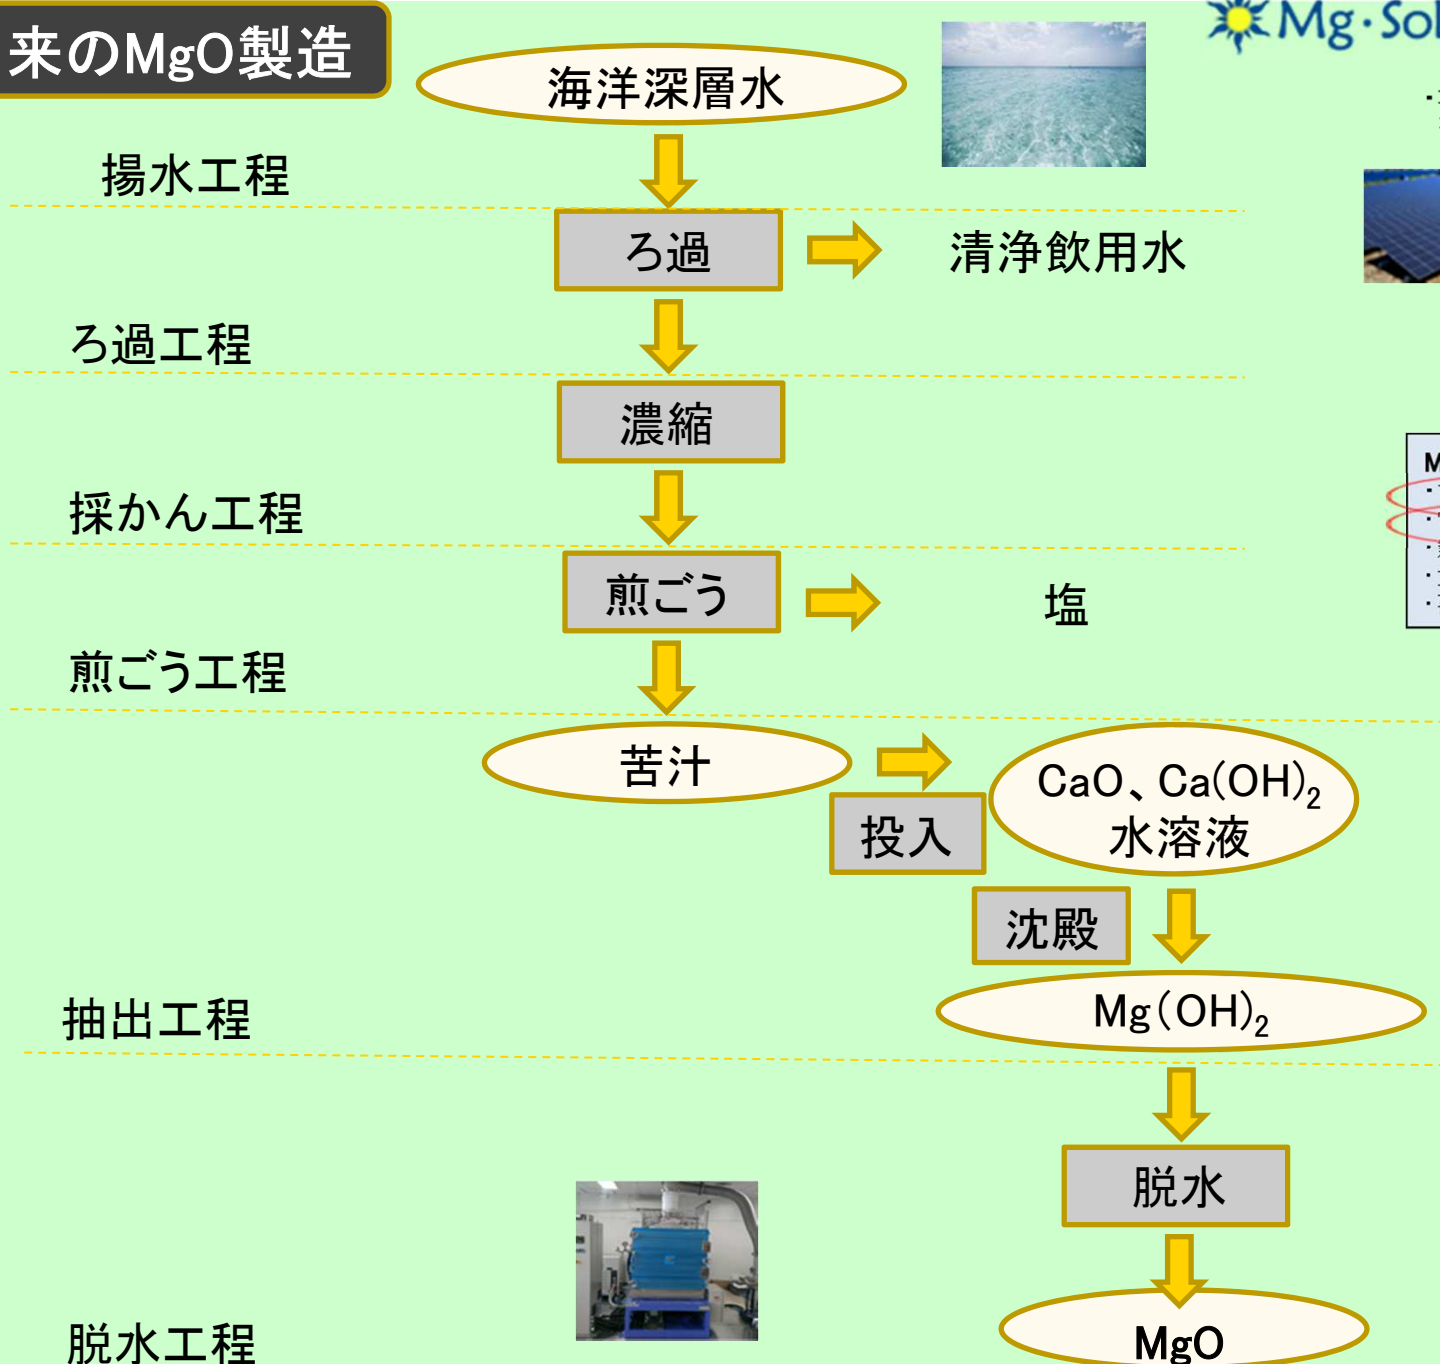 来のMgO製造
Mg・Sol
海洋深層水
揚水工程
ろ過
清浄飲用水
ろ過工程
濃縮
採かん工程
煎ごう
塩
煎ごう工程
苦汁
CaO、Ca(OH)₂
水溶液
投入
沈殿
Mg(OH)₂
抽出工程
脱水
脱水工程
MgO